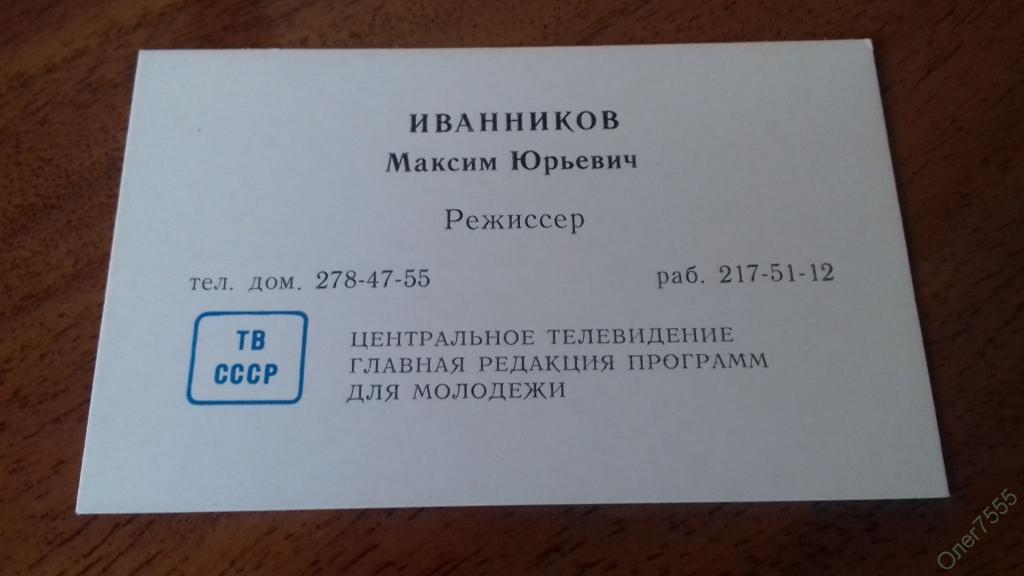 ИВАННИКОВ
Максим Юрьевич
Режиссер
тел. дом. 278-47-55 раб. 217-51-12
ТВ
СССР
ЦЕНТРАЛЬНОЕ ТЕЛЕВИДЕНИЕ
ГЛАВНАЯ РЕДАКЦИЯ ПРОГРАММ
ДЛЯ МОЛОДЕЖИ
Олег7555